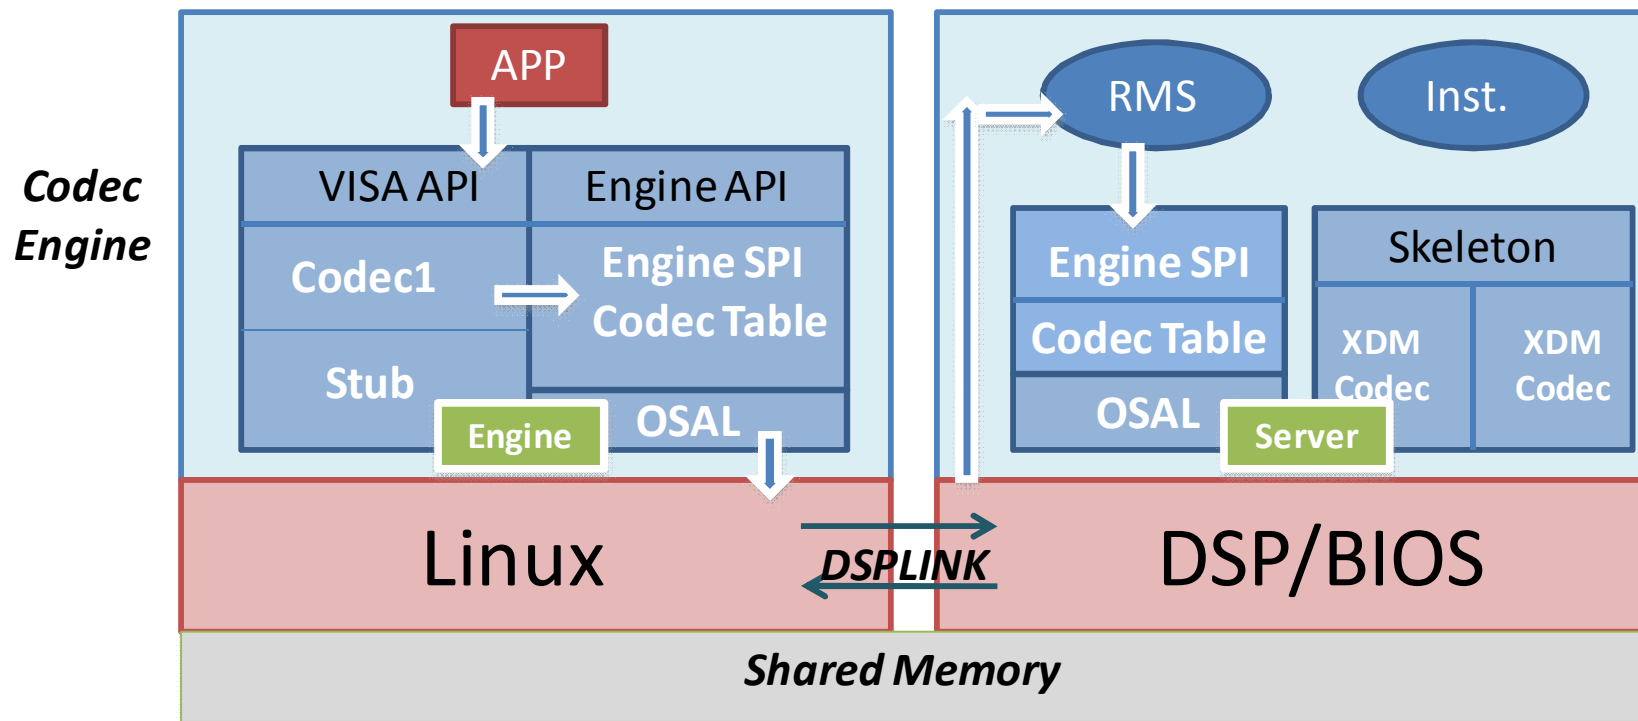 Codec
Engine
APP
VISA API
Engine API
Codec1
Engine SPI
Codec Table
Stub
OSAL
Engine
RMS
Inst.
Engine SPI
Codec Table
OSAL
Skeleton
XDM
Codec
XDM
Codec
Server
Linux
DSPLINK
DSP/BIOS
Shared Memory